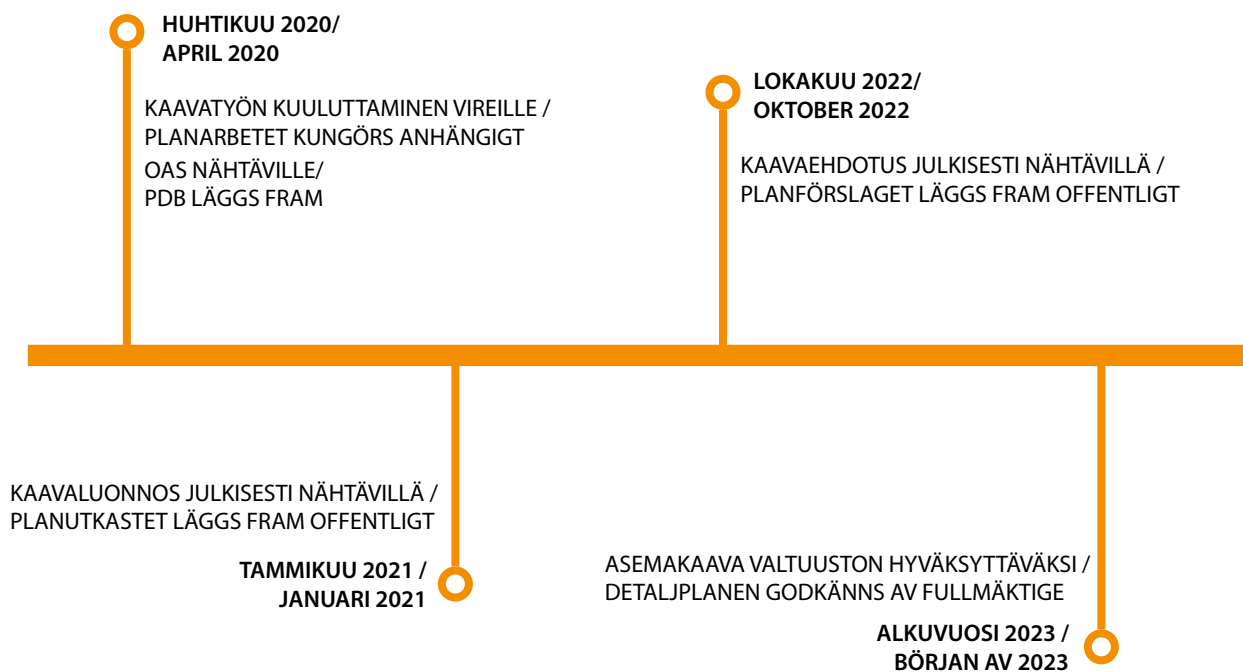 HUHTIKUU 2020/
APRIL 2020
KAAVATYÖN KUULUTTAMINEN VIREILLE /
PLANARBETET KUNGÖRS ANHÄNGIGT
OAS NÄHTÄVILLE/
PDB LÄGGS FRAM
LOKAKUU 2022/
OKTOBER 2022
KAAVAEHDOTUS JULKISESTI NÄHTÄVILLÄ /
PLANFÖRSLAGET LÄGGS FRAM OFFENTLIGT
KAAVALUONNOS JULKISESTI NÄHTÄVILLÄ /
PLANUTKASTET LÄGGS FRAM OFFENTLIGT
TAMMIKUU 2021 /
JANUARI 2021
ASEMAKAAVA VALTUUSTON HYVÄKSYTTÄVÄKSI /
DETALJPLANEN GODKÄNNS AV FULLMÄKTIGE
ALKUVUOSI 2023 /
BÖRJAN AV 2023